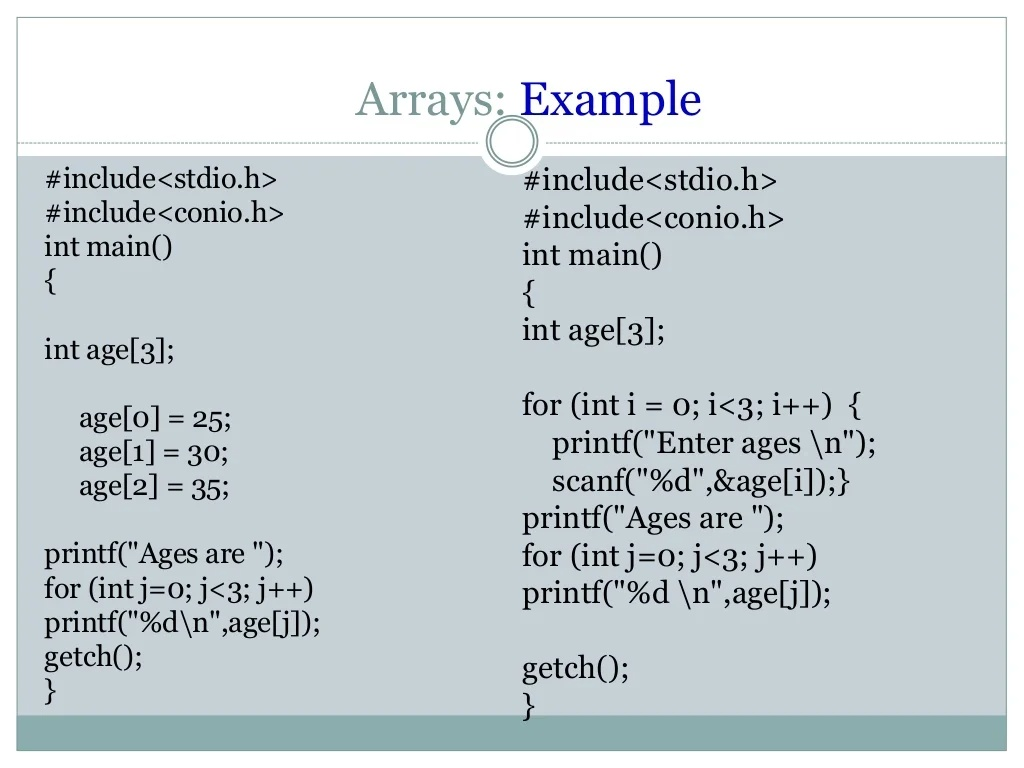 Arrays: Example
#include<stdio.h>
#include<conio.h>
int main()
{
int age[3];
age[0] = 25;
age[1] = 30;
age[2] = 35;
printf("Ages are ");
for (int j=0; j<3; j++)
printf("%d\n",age[j]);
getch();
}
#include<stdio.h>
#include<conio.h>
int main()
{
int age[3];
for (int i = 0; i<3; i++)  {
printf("Enter ages \n");
scanf("%d",&age[i]);}
printf("Ages are ");
for (int j=0; j<3; j++)
printf("%d \n",age[j]);
getch();
}